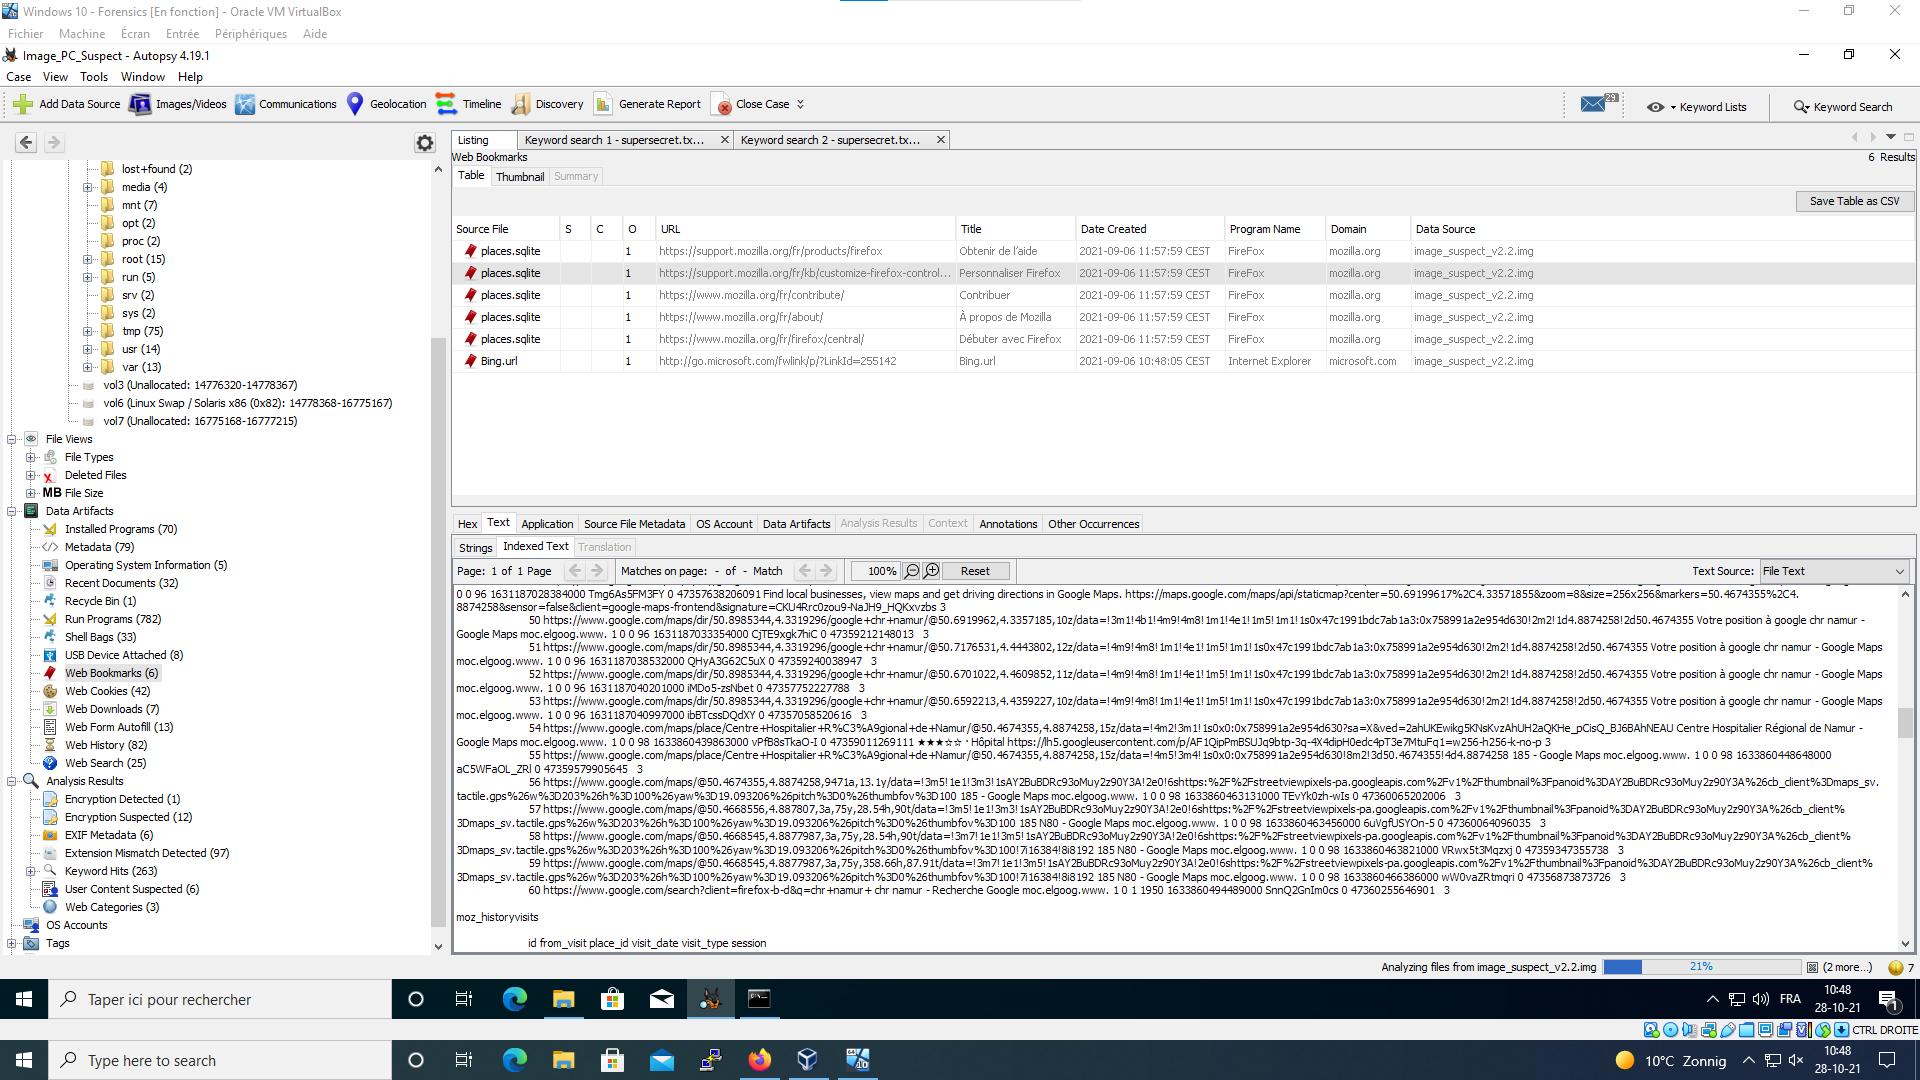 Windows 10 - Forensics [En fonction] - Oracle VM VirtualBox
Fichier Machine Écran Entrée Périphériques Aide
Image_PC_Suspect - Autopsy 4.19.1
Case View Tools Window Help
Add Data Source Images/Videos Communications Geolocation Timeline Discovery Generate Report Close Case 29 Keyword Lists Keyword Search
Listing Keyword search 1 - supersecret.tx... Keyword search 2 - supersecret.tx...
Web Bookmarks 6 Results
Table Thumbnail Summary
Save Table as CSV
Source File S C O URL Title Date Created Program Name Domain Data Source
places.sqlite 1 https://support.mozilla.org/fr/products/firefox Obtenir de l'aide 2021-09-06 11:57:59 CEST FireFox mozilla.org image_suspect_v2.2.img
places.sqlite 1 https://support.mozilla.org/fr/kb/customize-firefox-control... Personnaliser Firefox 2021-09-06 11:57:59 CEST FireFox mozilla.org image_suspect_v2.2.img
places.sqlite 1 https://www.mozilla.org/fr/contribute/ Contribuer 2021-09-06 11:57:59 CEST FireFox mozilla.org image_suspect_v2.2.img
places.sqlite 1 https://www.mozilla.org/fr/about/ À propos de Mozilla 2021-09-06 11:57:59 CEST FireFox mozilla.org image_suspect_v2.2.img
places.sqlite 1 https://www.mozilla.org/fr/firefox/central/ Débuter avec Firefox 2021-09-06 11:57:59 CEST FireFox mozilla.org image_suspect_v2.2.img
Bing.url 1 http://go.microsoft.com/fwlink/p/?LinkId=255142 Bing.url 2021-09-06 10:48:05 CEST Internet Explorer microsoft.com image_suspect_v2.2.img
lost+found (2)
media (4)
mnt (7)
opt (2)
proc (2)
root (15)
run (5)
srv (2)
sys (2)
tmp (75)
usr (14)
var (13)
vol3 (Unallocated: 14776320-14778367)
vol6 (Linux Swap / Solaris x86 (0x82): 14778368-16775167)
vol7 (Unallocated: 16775168-16777215)
File Views
File Types
Deleted Files
MB File Size
Data Artifacts
Installed Programs (70)
Metadata (79)
Operating System Information (5)
Recent Documents (32)
Recycle Bin (1)
Run Programs (782)
Shell Bags (33)
USB Device Attached (8)
Web Bookmarks (6)
Web Cookies (42)
Web Downloads (7)
Web Form Autofill (13)
Web History (82)
Web Search (25)
Analysis Results
Encryption Detected (1)
Encryption Suspected (12)
EXIF Metadata (6)
Extension Mismatch Detected (97)
Keyword Hits (263)
User Content Suspected (6)
Web Categories (3)
OS Accounts
Tags
Hex Text Application Source File Metadata OS Account Data Artifacts Analysis Results Context Annotations Other Occurrences
Strings Indexed Text Translation
Page: 1 of 1 Page Matches on page: - of - Match 100% Reset Text Source: File Text
0 0 96 1631187028384000 Tmg6As5FM3FY 0 47357638206091 Find local businesses, view maps and get driving directions in Google Maps. https://maps.google.com/maps/api/staticmap?center=50.69199617%2C4.33571855&zoom=8&size=256x256&markers=50.4674355%2C4.
8874258&sensor=false&client=google-maps-frontend&signature=CKU4Rrc0zou9-NaJH9_HQKxvzbs 3
50 https://www.google.com/maps/dir/50.8985344,4.3319296/google+chr+namur/@50.6919962,4.3357185,10z/data=!3m1!4b1!4m9!4m8!1m1!4e1!1m5!1m1!1s0x47c1991bdc7ab1a3:0x758991a2e954d630!2m2!1d4.8874258!2d50.4674355 Votre position à google chr namur -
Google Maps moc.elgoog.www. 1 0 0 96 1631187033354000 CjTE9xgk7hiC 0 47359212148013 3
51 https://www.google.com/maps/dir/50.8985344,4.3319296/google+chr+namur/@50.7176531,4.4443802,12z/data=!4m9!4m8!1m1!4e1!1m5!1m1!1s0x47c1991bdc7ab1a3:0x758991a2e954d630!2m2!1d4.8874258!2d50.4674355 Votre position à google chr namur - Google Maps
moc.elgoog.www. 1 0 0 96 1631187038532000 QHyA3G62C5uX 0 47359240038947 3
52 https://www.google.com/maps/dir/50.8985344,4.3319296/google+chr+namur/@50.6701022,4.4609852,11z/data=!4m9!4m8!1m1!4e1!1m5!1m1!1s0x47c1991bdc7ab1a3:0x758991a2e954d630!2m2!1d4.8874258!2d50.4674355 Votre position à google chr namur - Google Maps
moc.elgoog.www. 1 0 0 96 1631187040201000 iMDo5-zsNbet 0 47357752227788 3
53 https://www.google.com/maps/dir/50.8985344,4.3319296/google+chr+namur/@50.6592213,4.4359227,10z/data=!4m9!4m8!1m1!4e1!1m5!1m1!1s0x47c1991bdc7ab1a3:0x758991a2e954d630!2m2!1d4.8874258!2d50.4674355 Votre position à google chr namur - Google Maps
moc.elgoog.www. 1 0 0 96 1631187040997000 ibBTcssDQdXY 0 47357058520616 3
54 https://www.google.com/maps/place/Centre+Hospitalier+R%C3%A9gional+de+Namur/@50.4674355,4.8874258,15z/data=!4m2!3m1!1s0x0:0x758991a2e954d630?sa=X&ved=2ahUKEwikg5KNsKvzAhUH2aQKHe_pCisQ_BJ6BAhNEAU Centre Hospitalier Régional de Namur -
Google Maps moc.elgoog.www. 1 0 0 98 1633860439863000 vPfB8sTkaO-I 0 47359011269111 ★★★☆☆ · Hôpital https://lh5.googleusercontent.com/p/AF1QipPmBSUJq9btp-3q-4X4dipH0edc4pT3e7MtuFq1=w256-h256-k-no-p 3
55 https://www.google.com/maps/place/Centre+Hospitalier+R%C3%A9gional+de+Namur/@50.4674355,4.8874258,15z/data=!4m5!3m4!1s0x0:0x758991a2e954d630!8m2!3d50.4674355!4d4.8874258 185 - Google Maps moc.elgoog.www. 1 0 0 98 1633860448648000
aC5WFaOL_ZRl 0 47359579905645 3
56 https://www.google.com/maps/@50.4674355,4.8874258,9471a,13.1y/data=!3m5!1e1!3m3!1sAY2BuBDRc93oMuy2z90Y3A!2e0!6shttps:%2F%2Fstreetviewpixels-pa.googleapis.com%2Fv1%2Fthumbnail%3Fpanoid%3DAY2BuBDRc93oMuy2z90Y3A%26cb_client%3Dmaps_sv.
tactile.gps%26w%3D203%26h%3D100%26yaw%3D19.093206%26pitch%3D0%26thumbfov%3D100 185 - Google Maps moc.elgoog.www. 1 0 0 98 1633860463131000 TEvYk0zh-wIs 0 47360065202006 3
57 https://www.google.com/maps/@50.4668556,4.887807,3a,75y,28.54h,90t/data=!3m5!1e1!3m3!1sAY2BuBDRc93oMuy2z90Y3A!2e0!6shttps:%2F%2Fstreetviewpixels-pa.googleapis.com%2Fv1%2Fthumbnail%3Fpanoid%3DAY2BuBDRc93oMuy2z90Y3A%26cb_client%
3Dmaps_sv.tactile.gps%26w%3D203%26h%3D100%26yaw%3D19.093206%26pitch%3D0%26thumbfov%3D100 185 N80 - Google Maps moc.elgoog.www. 1 0 0 98 1633860463456000 6uVgfUSYOn-5 0 47360064096035 3
58 https://www.google.com/maps/@50.4668545,4.8877987,3a,75y,28.54h,90t/data=!3m7!1e1!3m5!1sAY2BuBDRc93oMuy2z90Y3A!2e0!6shttps:%2F%2Fstreetviewpixels-pa.googleapis.com%2Fv1%2Fthumbnail%3Fpanoid%3DAY2BuBDRc93oMuy2z90Y3A%26cb_client%
3Dmaps_sv.tactile.gps%26w%3D203%26h%3D100%26yaw%3D19.093206%26pitch%3D0%26thumbfov%3D100!7i16384!8i8192 185 N80 - Google Maps moc.elgoog.www. 1 0 0 98 1633860463821000 VRwx5t3Mqzxj 0 47359347355738 3
59 https://www.google.com/maps/@50.4668545,4.8877987,3a,75y,358.66h,87.91t/data=!3m7!1e1!3m5!1sAY2BuBDRc93oMuy2z90Y3A!2e0!6shttps:%2F%2Fstreetviewpixels-pa.googleapis.com%2Fv1%2Fthumbnail%3Fpanoid%3DAY2BuBDRc93oMuy2z90Y3A%26cb_client%
3Dmaps_sv.tactile.gps%26w%3D203%26h%3D100%26yaw%3D19.093206%26pitch%3D0%26thumbfov%3D100!7i16384!8i8192 185 N80 - Google Maps moc.elgoog.www. 1 0 0 98 1633860466386000 wW0vaZRtmqri 0 47356873873726 3
60 https://www.google.com/search?client=firefox-b-d&q=chr+namur+ chr namur - Recherche Google moc.elgoog.www. 1 0 1 1950 1633860494489000 SnnQ2GnIm0cs 0 47360255646901 3
moz_historyvisits
id from_visit place_id visit_date visit_type session
Analyzing files from image_suspect_v2.2.img 21% (2 more...) 7
Taper ici pour rechercher FRA 10:48 28-10-21 1
CTRL DROITE
Type here to search 10°C Zonnig 10:48 28-10-21